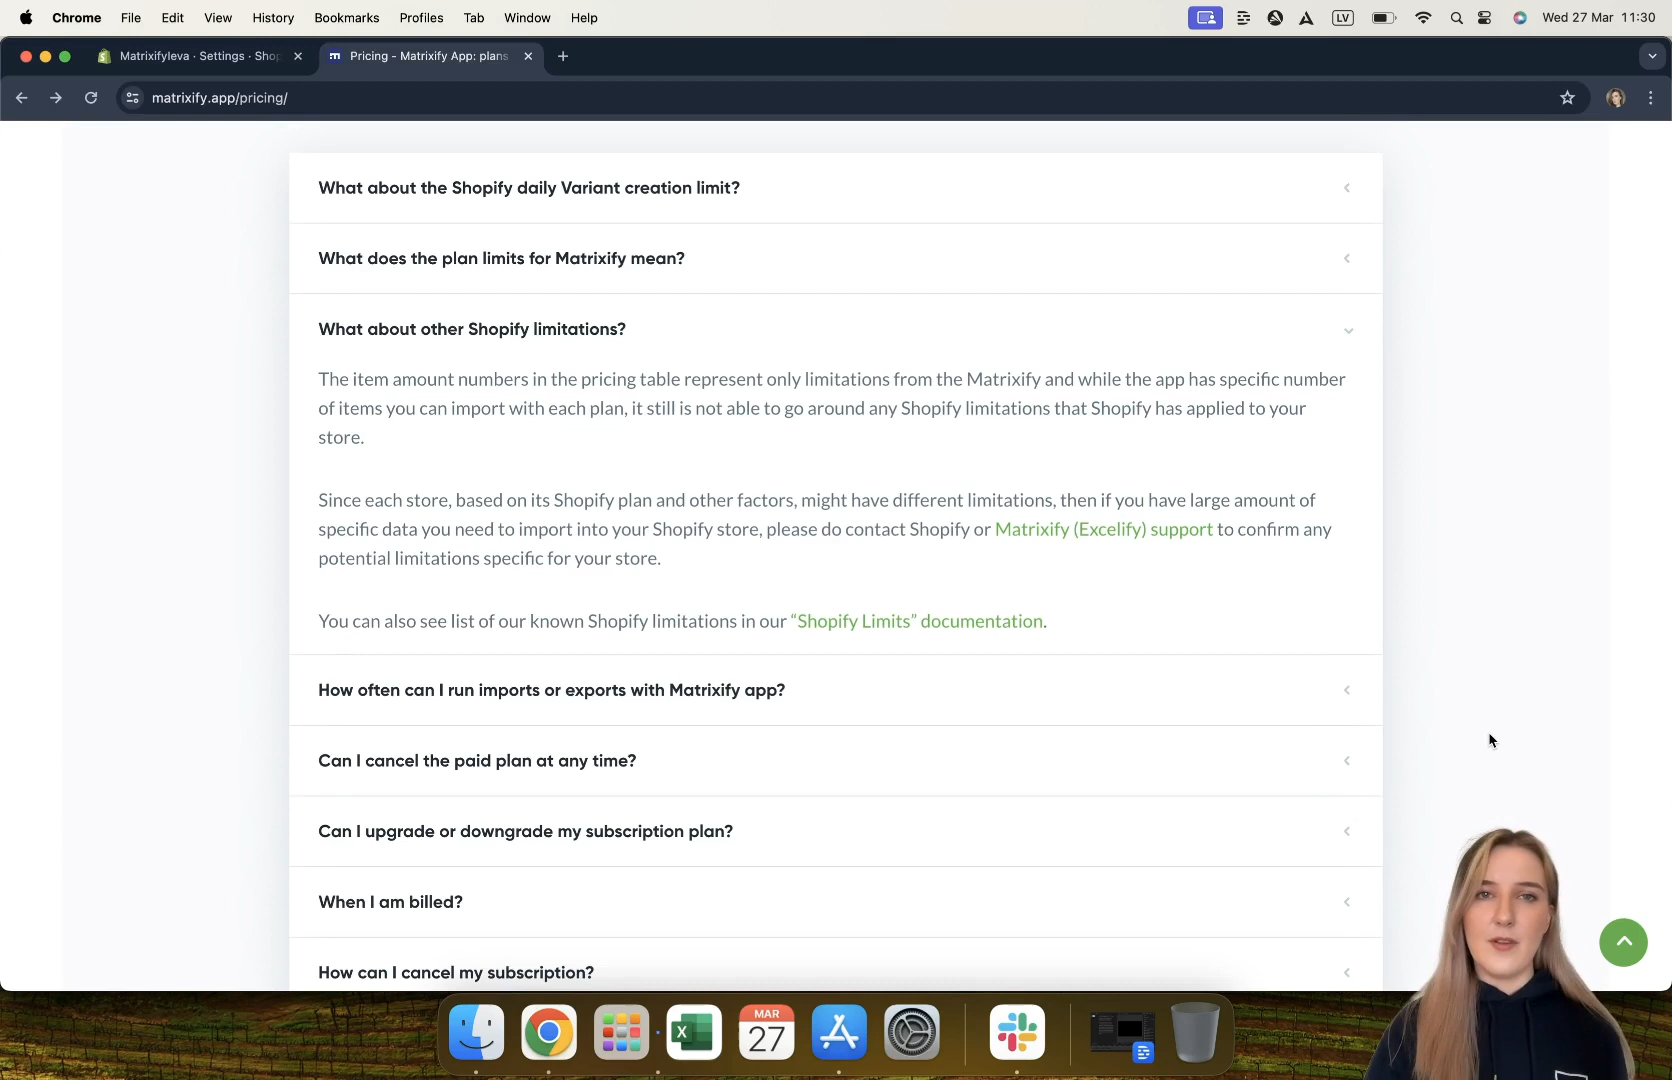 Chrome File Edit View History Bookmarks Profiles Tab Window Help LV Wed 27 Mar 11:30
Matrixifyleva · Settings · Shop
Pricing - Matrixify App: plans
matrixify.app/pricing/
What about the Shopify daily Variant creation limit?
What does the plan limits for Matrixify mean?
What about other Shopify limitations?
The item amount numbers in the pricing table represent only limitations from the Matrixify and while the app has specific number
of items you can import with each plan, it still is not able to go around any Shopify limitations that Shopify has applied to your
store.
Since each store, based on its Shopify plan and other factors, might have different limitations, then if you have large amount of
specific data you need to import into your Shopify store, please do contact Shopify or Matrixify (Excelify) support to confirm any
potential limitations specific for your store.
You can also see list of our known Shopify limitations in our “Shopify Limits” documentation.
How often can I run imports or exports with Matrixify app?
Can I cancel the paid plan at any time?
Can I upgrade or downgrade my subscription plan?
When I am billed?
How can I cancel my subscription?
MAR
27